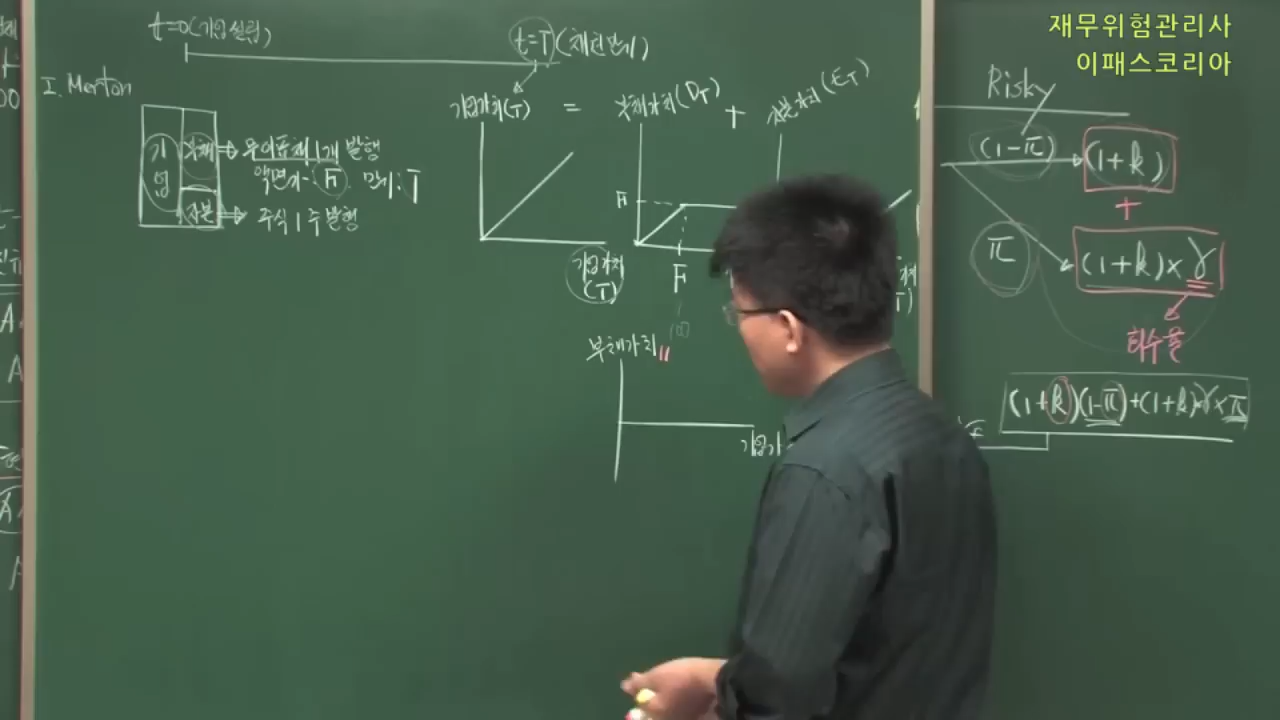 재무위험관리사
이패스코리아
t=0(기업설립)
t=T(채권만기)
I. Merton
기업
부채
무이표채 1개 발행
액면가: F. 만기: T
자본
주식 1주 발행
기업가치(T) = 부채가치(D_T) + 자본가치(E_T)
F
기업가치(T)
F
100
부채가치
Risky
(1-π)
(1+k)
+
π
(1+k)×γ
회수율
(1+k)(1-π)+(1+k)×γ×π